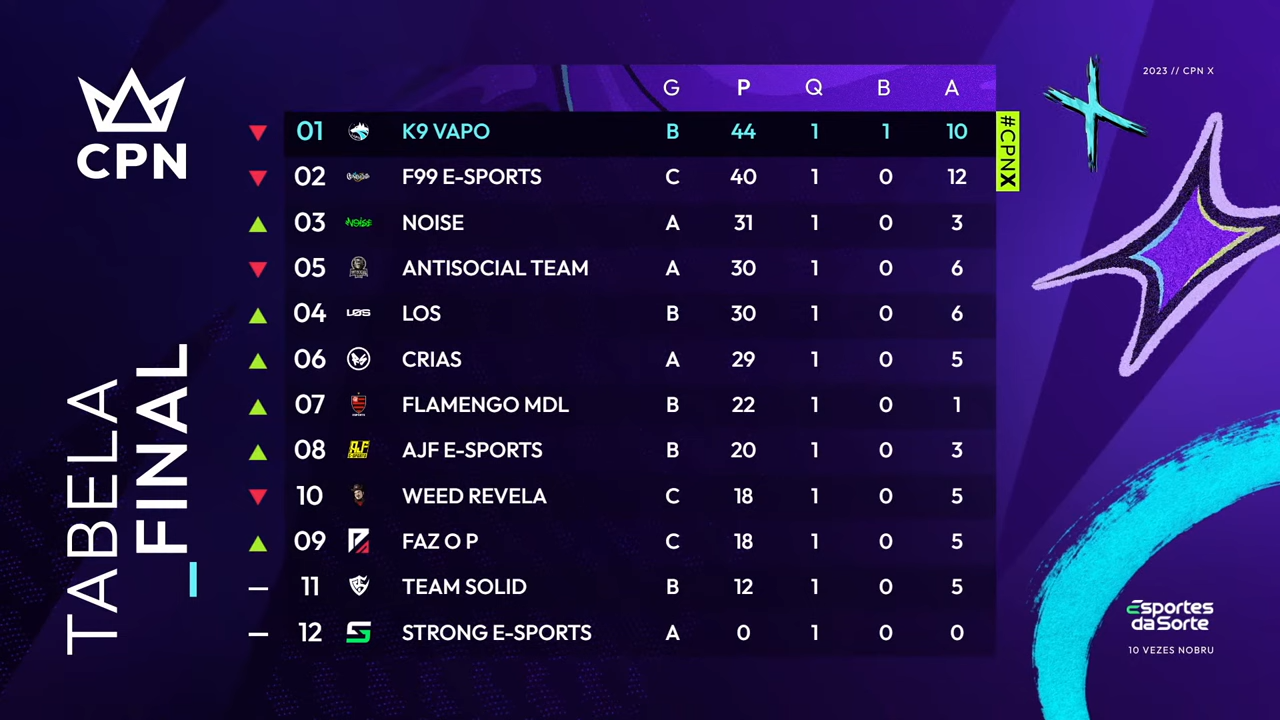 CPN
TABELA
_FINAL
2023 // CPN X
#CPNX
G P Q B A
01 K9 VAPO B 44 1 1 10
02 F99 E-SPORTS C 40 1 0 12
03 NOISE NOISE A 31 1 0 3
05 ANTISOCIAL TEAM A 30 1 0 6
04 LOS LOS B 30 1 0 6
06 CRIAS A 29 1 0 5
07 FLAMENGO MDL B 22 1 0 1
08 AJF E-SPORTS B 20 1 0 3
10 WEED REVELA C 18 1 0 5
09 FAZ O P C 18 1 0 5
11 TEAM SOLID B 12 1 0 5
12 STRONG E-SPORTS A 0 1 0 0
Esportes
da Sorte
10 VEZES NOBRU